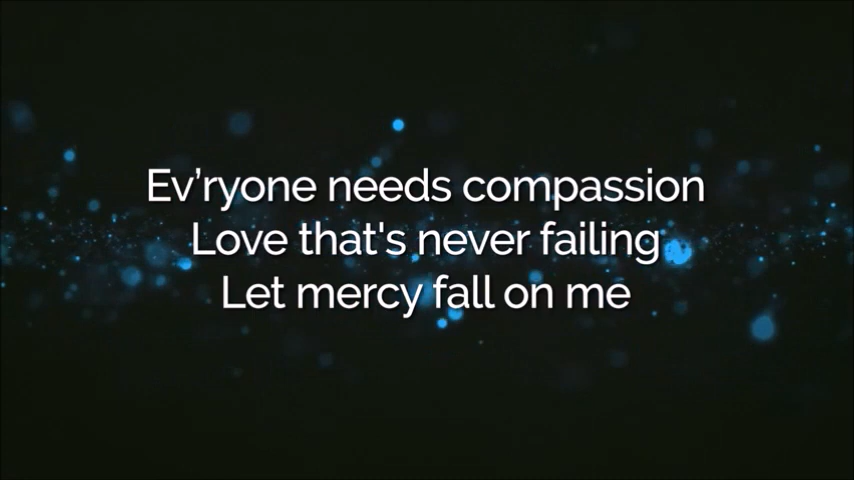 Ev’ryone needs compassion
Love that's never failing
Let mercy fall on me